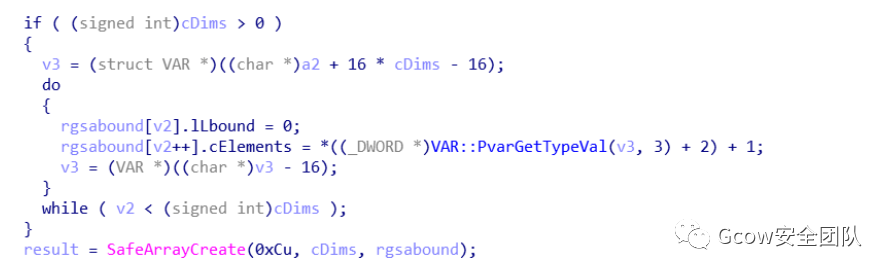 if ( (signed int)cDims > 0 )
{
  v3 = (struct VAR *)((char *)a2 + 16 * cDims - 16);
  do
  {
    rgsabound[v2].lLbound = 0;
    rgsabound[v2++].cElements = *((_DWORD *)VAR::PvarGetTypeVal(v3, 3) + 2) + 1;
    v3 = (VAR *)((char *)v3 - 16);
  }
  while ( v2 < (signed int)cDims );
}
result = SafeArrayCreate(0xCu, cDims, rgsabound);
Gcow安全团队